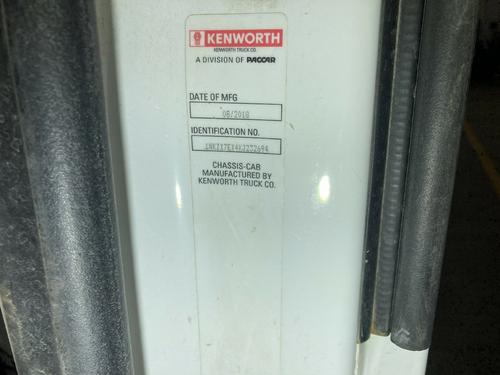 KENWORTH
KENWORTH TRUCK CO.
A DIVISION OF PACCAR
DATE OF MFG
08/2018
IDENTIFICATION NO.
CHASSIS-CAB
MANUFACTURED BY
KENWORTH TRUCK CO.